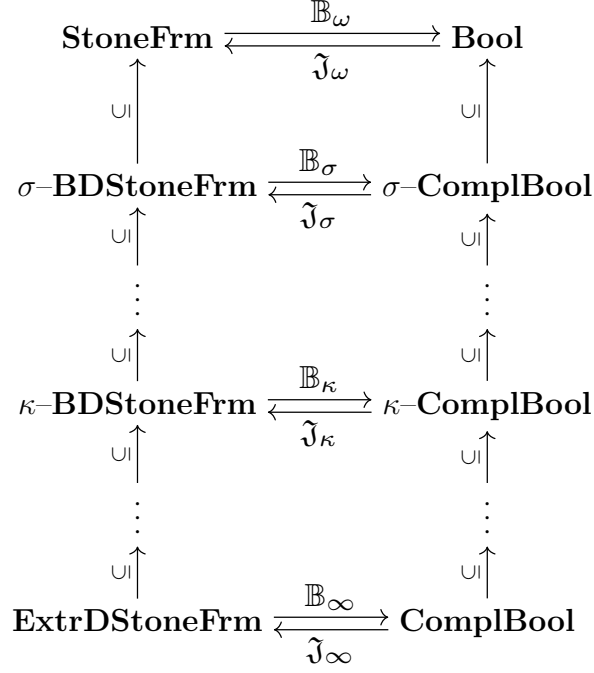 𝔹_ω
StoneFrm ⇄ Bool
𝔍_ω
∪I ∪I
𝔹_σ
σ–BDStoneFrm ⇄ σ–ComplBool
𝔍_σ
∪I ∪I
⋮ ⋮
∪I ∪I
𝔹_κ
κ–BDStoneFrm ⇄ κ–ComplBool
𝔍_κ
∪I ∪I
⋮ ⋮
∪I ∪I
𝔹_∞
ExtrDStoneFrm ⇄ ComplBool
𝔍_∞